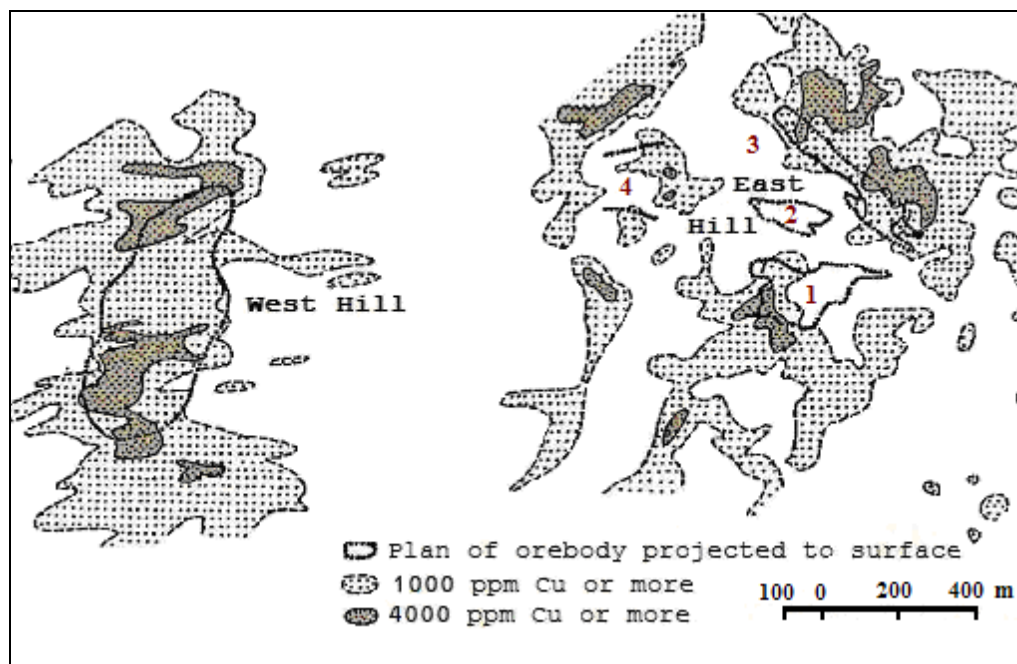 3
4
East
2
Hill
1
West Hill
Plan of orebody projected to surface
1000 ppm Cu or more
4000 ppm Cu or more
100 0 200 400 m